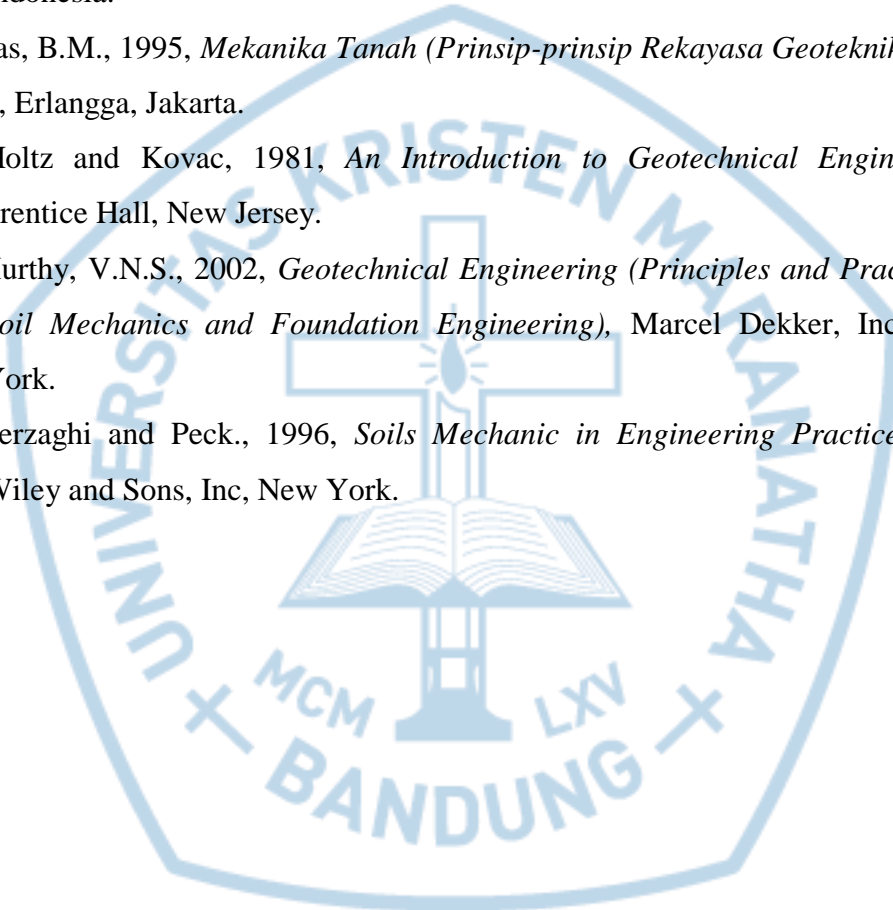 as, B.M., 1995, Mekanika Tanah (Prinsip-prinsip Rekayasa Geoteknik
, Erlangga, Jakarta.
oltz and Kovac, 1981, An Introduction to Geotechnical Engin
rentice Hall, New Jersey.
urthy, V.N.S., 2002, Geotechnical Engineering (Principles and Prac
oil Mechanics and Foundation Engineering), Marcel Dekker, Inc
York.
erzaghi and Peck., 1996, Soils Mechanic in Engineering Practice
Wiley and Sons, Inc, New York.
UNIVERSITAS KRISTEN MARANATHA
MCM LXV
BANDUNG